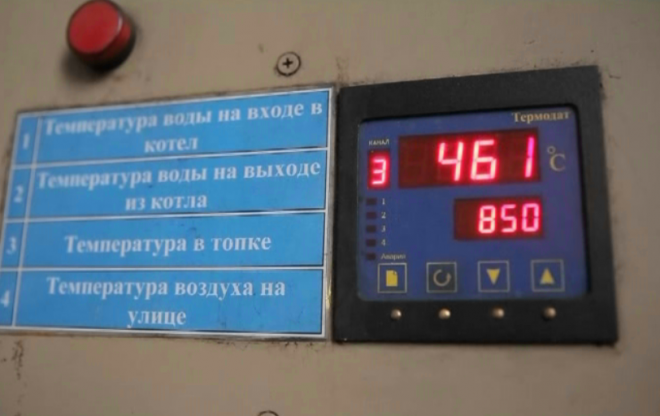 1 Температура воды на входе в
котел
2 Температура воды на выходе
из котла
3 Температура в топке
4 Температура воздуха на
улице
Термодат
КАНАЛ
3 461 °C
850
1
2
3
4
Авария